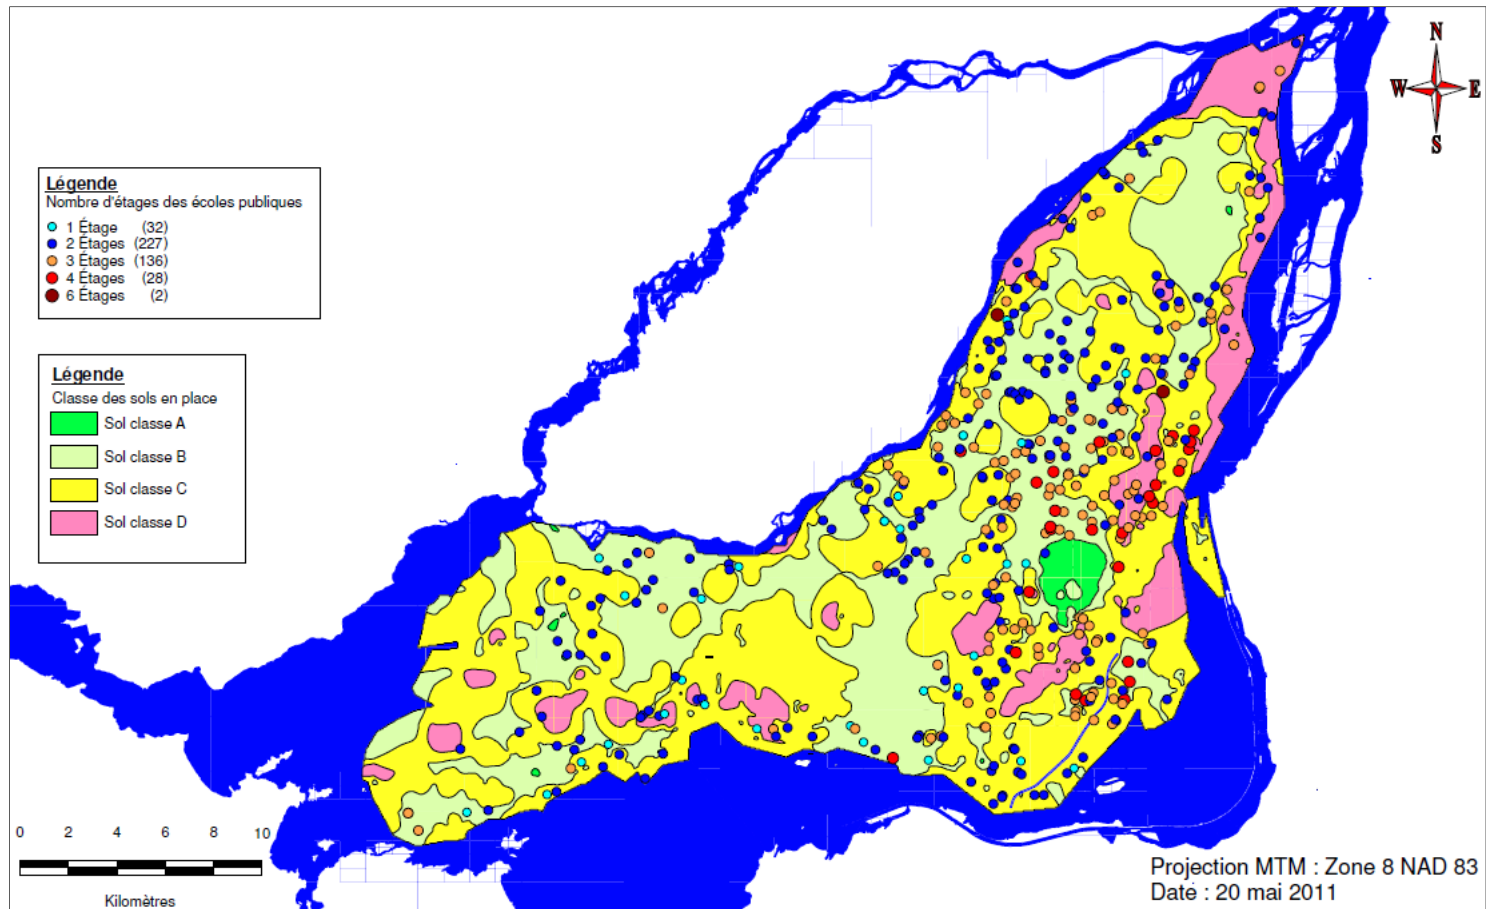 N
W E
S
Légende
Nombre d'étages des écoles publiques
1 Étage (32)
2 Étages (227)
3 Étages (136)
4 Étages (28)
6 Étages (2)
Légende
Classe des sols en place
Sol classe A
Sol classe B
Sol classe C
Sol classe D
0 2 4 6 8 10
Kilomètres
Projection MTM : Zone 8 NAD 83
Date : 20 mai 2011